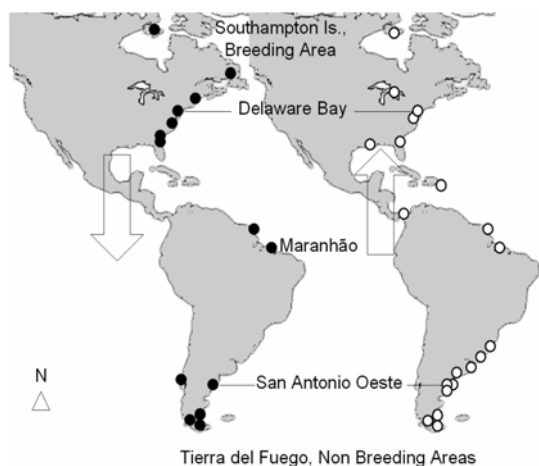 Southampton Is.,
Breeding Area
Delaware Bay
Maranhão
San Antonio Oeste
N
Tierra del Fuego, Non Breeding Areas